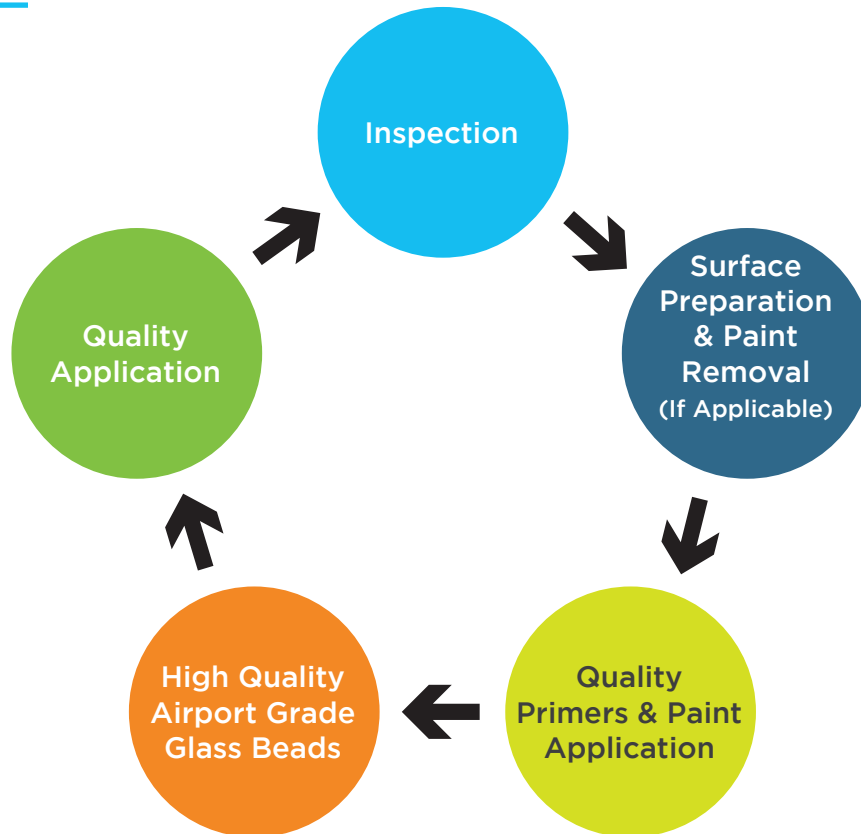 Inspection
Surface
Preparation
& Paint
Removal
(If Applicable)
Quality
Primers & Paint
Application
High Quality
Airport Grade
Glass Beads
Quality
Application